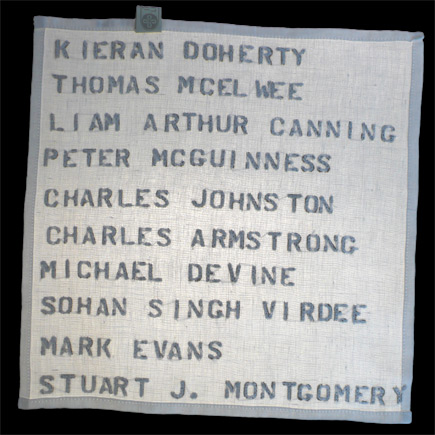 KIERAN DOHERTY
THOMAS MCELWEE
LIAM ARTHUR CANNING
PETER MCGUINNESS
CHARLES JOHNSTON
CHARLES ARMSTRONG
MICHAEL DEVINE
SOHAN SINGH VIRDEE
MARK EVANS
STUART J. MONTGOMERY